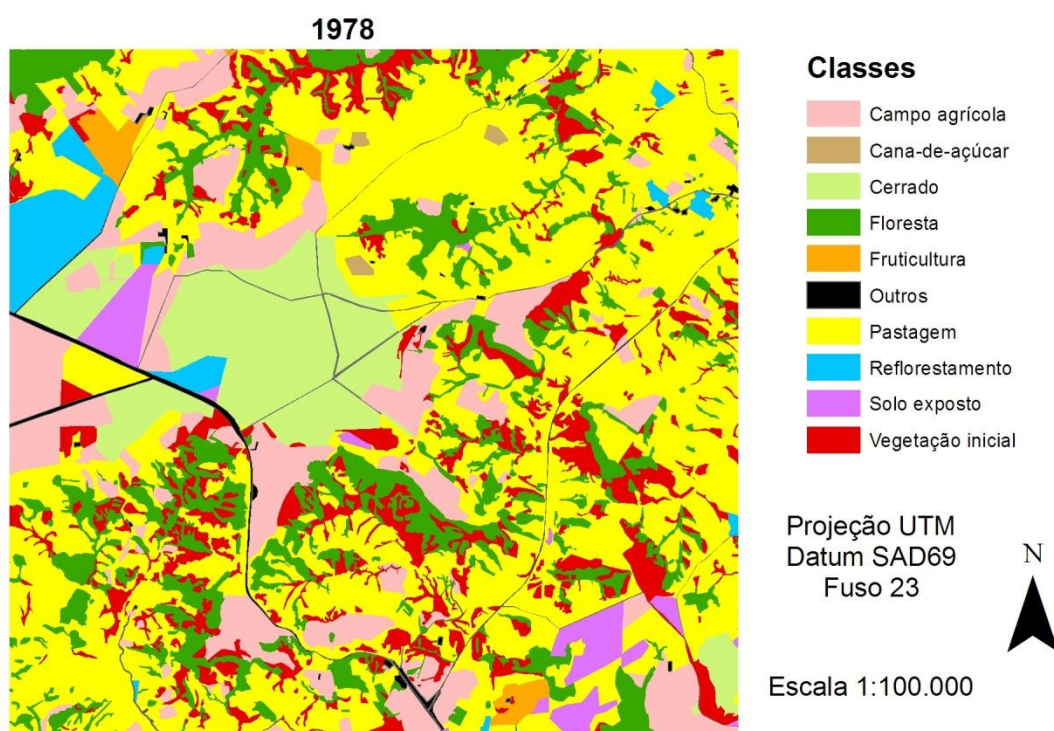 1978
Classes
Campo agrícola
Cana-de-açúcar
Cerrado
Floresta
Fruticultura
Outros
Pastagem
Reflorestamento
Solo exposto
Vegetação inicial
Projeção UTM
Datum SAD69
Fuso 23
N
Escala 1:100.000